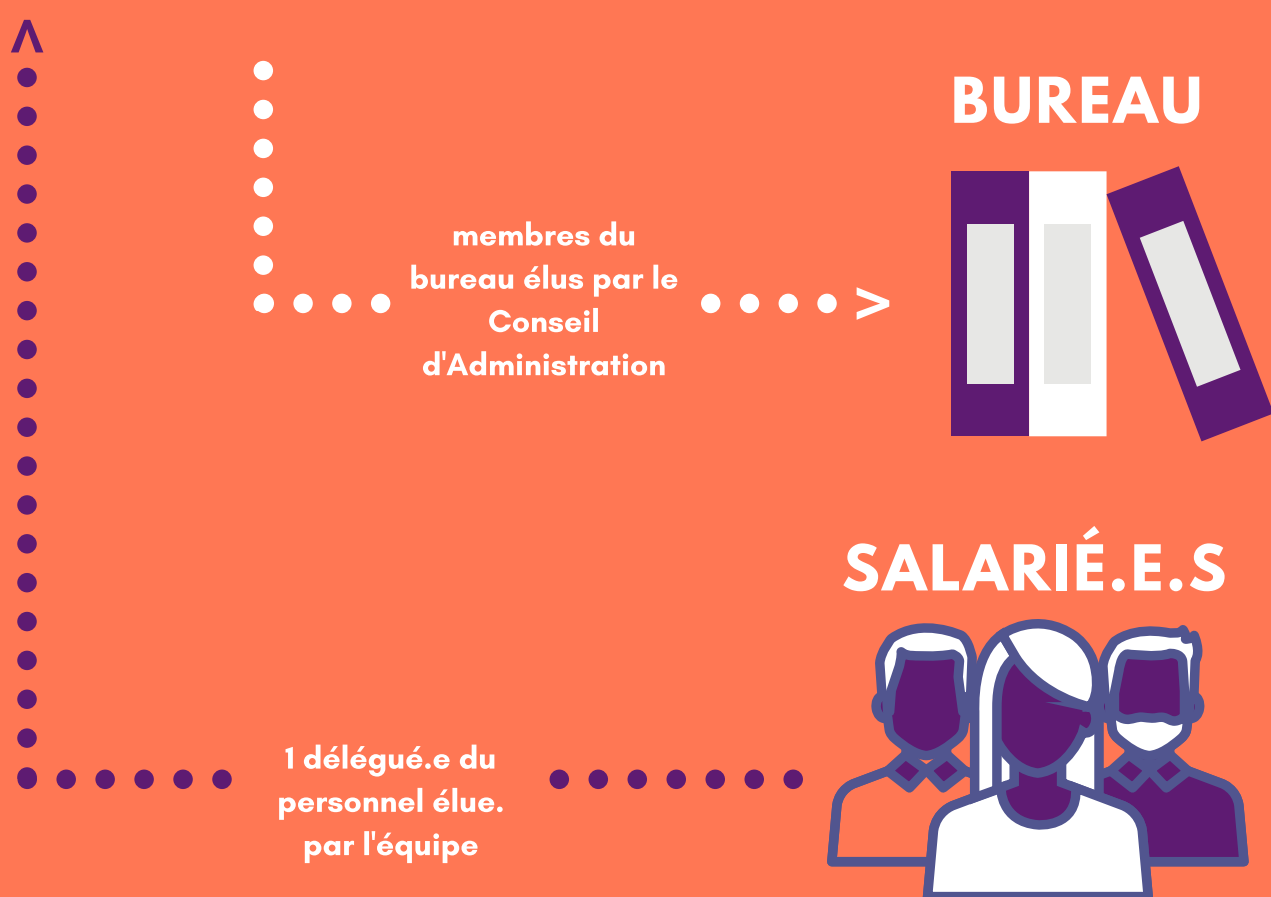 BUREAU
membres du
bureau élus par le
Conseil
d'Administration
SALARIÉ.E.S
1 délégué.e du
personnel élue.
par l'équipe